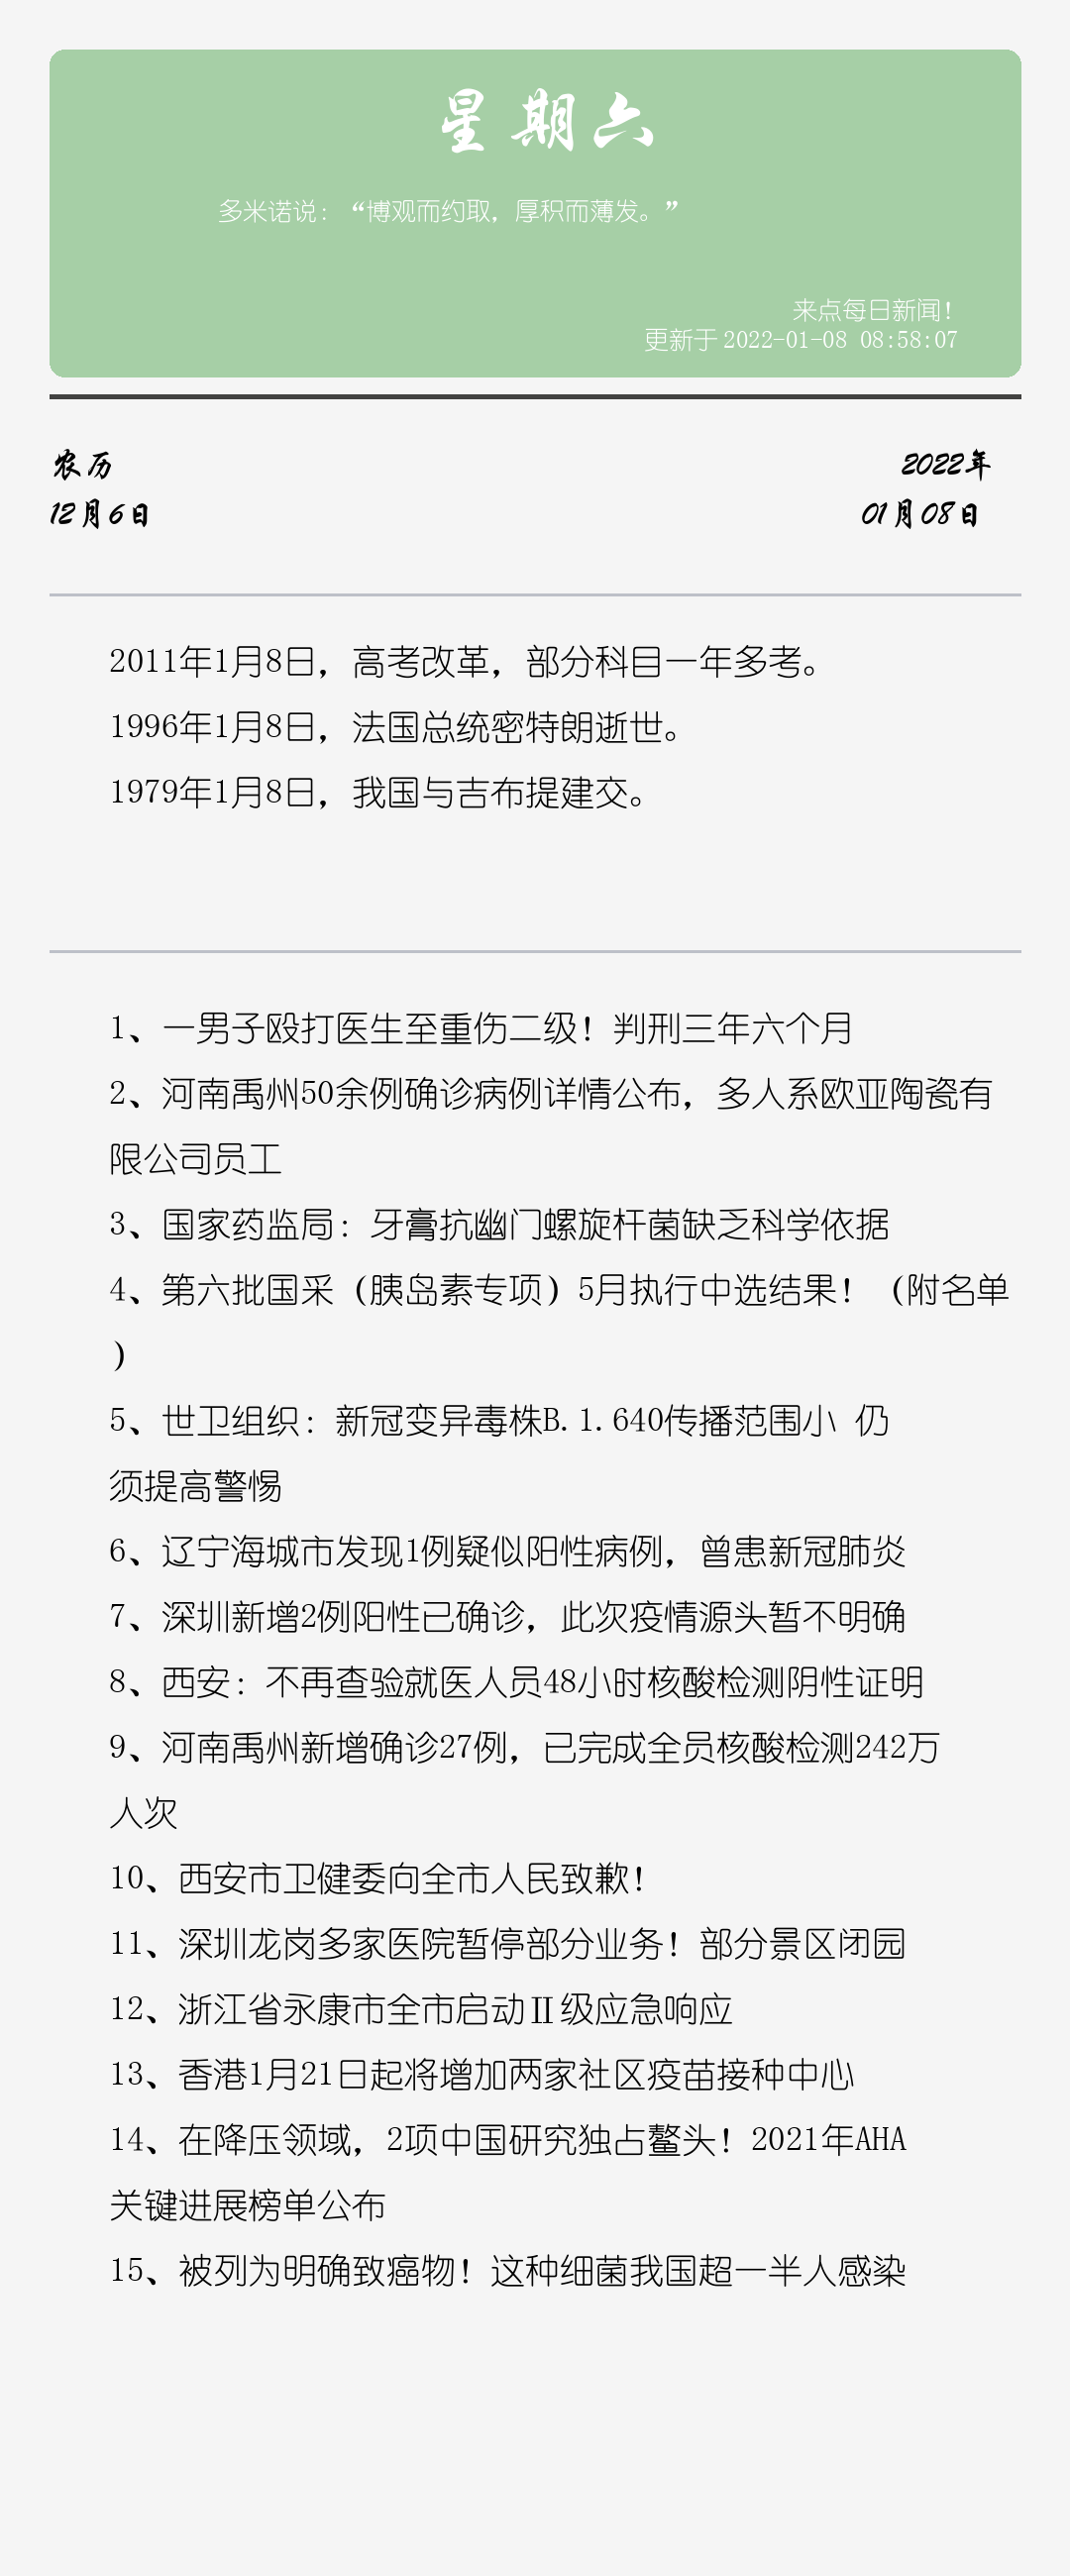 星期六
多米诺说：“博观而约取，厚积而薄发。”
来点每日新闻！
更新于 2022-01-08 08:58:07
农历
2022年
12月6日
01月08日
2011年1月8日，高考改革，部分科目一年多考。
1996年1月8日，法国总统密特朗逝世。
1979年1月8日，我国与吉布提建交。
1、一男子殴打医生至重伤二级！判刑三年六个月
2、河南禹州50余例确诊病例详情公布，多人系欧亚陶瓷有
限公司员工
3、国家药监局：牙膏抗幽门螺旋杆菌缺乏科学依据
4、第六批国采（胰岛素专项）5月执行中选结果！（附名单
）
5、世卫组织：新冠变异毒株B.1.640传播范围小 仍
须提高警惕
6、辽宁海城市发现1例疑似阳性病例，曾患新冠肺炎
7、深圳新增2例阳性已确诊，此次疫情源头暂不明确
8、西安：不再查验就医人员48小时核酸检测阴性证明
9、河南禹州新增确诊27例，已完成全员核酸检测242万
人次
10、西安市卫健委向全市人民致歉！
11、深圳龙岗多家医院暂停部分业务！部分景区闭园
12、浙江省永康市全市启动Ⅱ级应急响应
13、香港1月21日起将增加两家社区疫苗接种中心
14、在降压领域，2项中国研究独占鳌头！2021年AHA
关键进展榜单公布
15、被列为明确致癌物！这种细菌我国超一半人感染